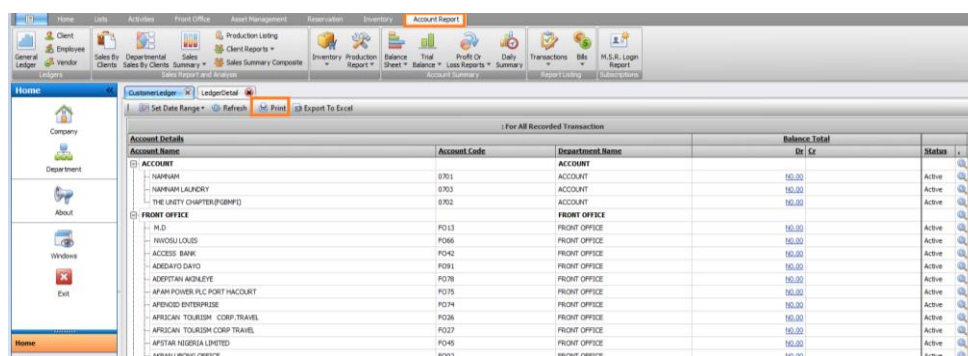 Home Lists Activities Front Office Asset Management Reservation Inventory Account Report
General Ledger
Client
Employee
Vendor
Ledgers
Sales By Clients
Departmental Sales By Clients
Sales Summary
Production Listing
Client Reports
Sales Summary Composite
Sales Report and Analysis
Inventory
Production Report
Balance Sheet
Trial Balance
Profit Or Loss Reports
Daily Summary
Account Summary
Transactions
Bills
Report Listing
M.S.R. Login Report
Subscriptions
Home
Company
Department
About
Windows
Exit
Home
CustomerLedger LedgerDetail
Set Date Range Refresh Print Export To Excel
: For All Recorded Transaction
Account Details Balance Total
Account Name Account Code Department Name Dr Cr Status
ACCOUNT ACCOUNT
NAMNAM 0701 ACCOUNT N0.00 Active
NAMNAM LAUNDRY 0703 ACCOUNT N0.00 Active
THE UNITY CHAPTER(FGBMFI) 0702 ACCOUNT N0.00 Active
FRONT OFFICE FRONT OFFICE
M.D FO13 FRONT OFFICE N0.00 Active
NWOSU LOUIS FO66 FRONT OFFICE N0.00 Active
ACCESS BANK FO42 FRONT OFFICE N0.00 Active
ADEDAYO DAYO FO91 FRONT OFFICE N0.00 Active
ADEPITAN AKINLEYE FO78 FRONT OFFICE N0.00 Active
AFAM POWER PLC PORT HACOURT FO75 FRONT OFFICE N0.00 Active
AFENOID ENTERPRISE FO74 FRONT OFFICE N0.00 Active
AFRICAN TOURISM CORP.TRAVEL FO26 FRONT OFFICE N0.00 Active
AFRICAN TOURISM CORP TRAVEL FO27 FRONT OFFICE N0.00 Active
APSTAR NIGERIA LIMITED FO45 FRONT OFFICE N0.00 Active